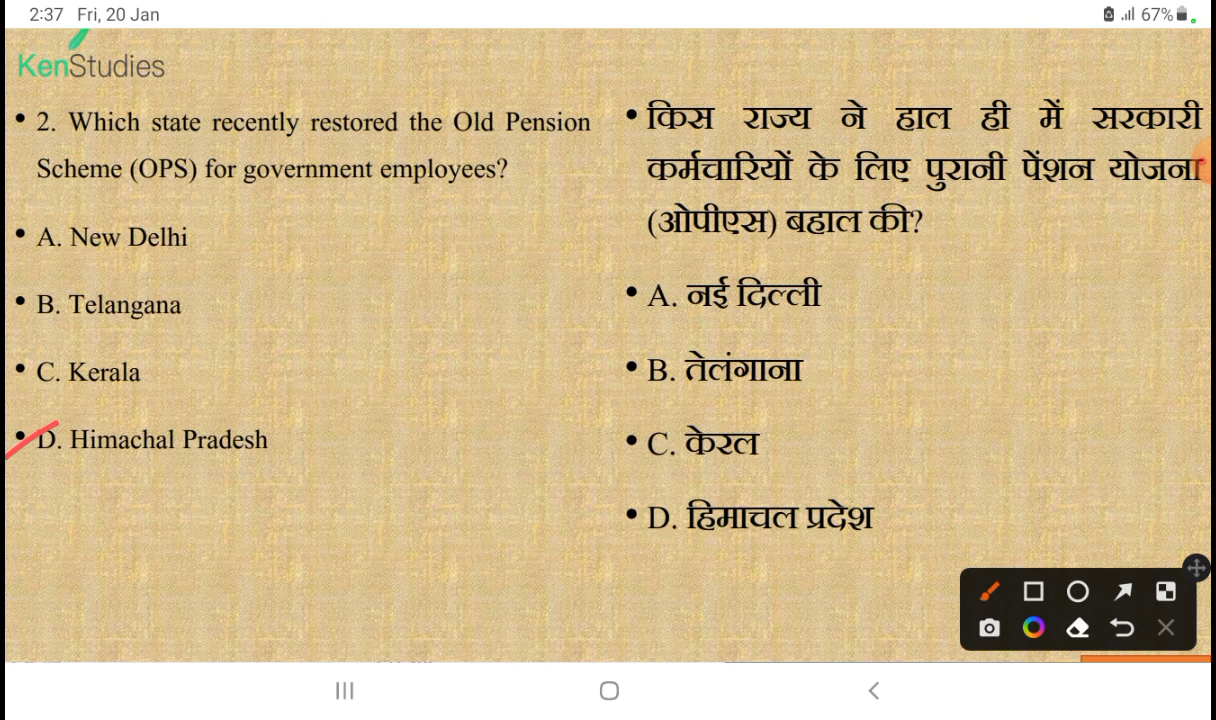 2:37 Fri, 20 Jan
67%
KenStudies
• 2. Which state recently restored the Old Pension
Scheme (OPS) for government employees?
• A. New Delhi
• B. Telangana
• C. Kerala
• D. Himachal Pradesh
• किस राज्य ने हाल ही में सरकारी
कर्मचारियों के लिए पुरानी पेंशन योजना
(ओपीएस) बहाल की?
• A. नई दिल्ली
• B. तेलंगाना
• C. केरल
• D. हिमाचल प्रदेश